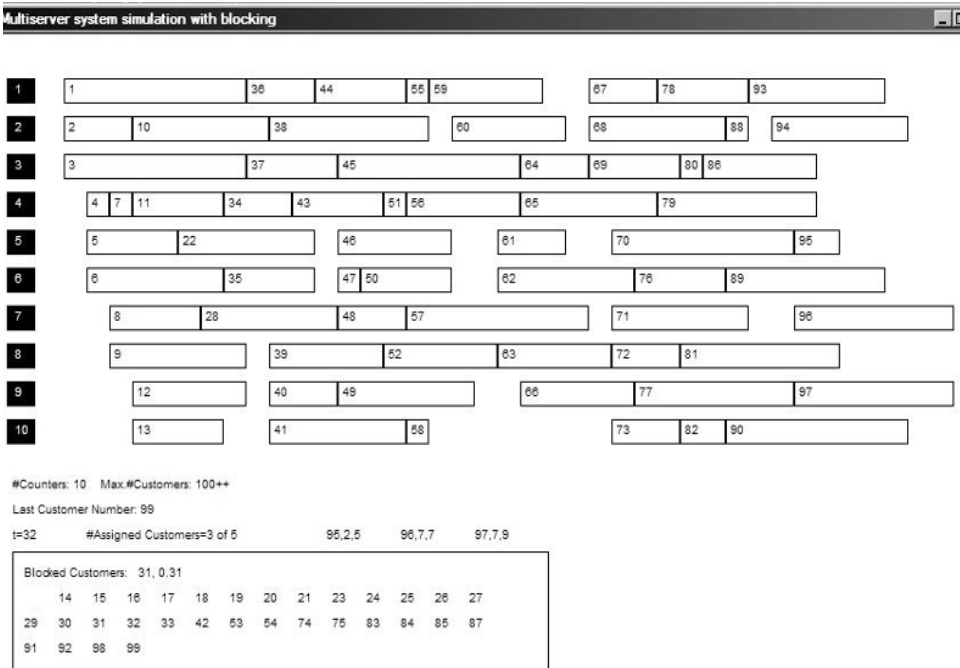 Multiserver system simulation with blocking
1 1 36 44 55 59 67 78 93
2 2 10 38 60 68 88 94
3 3 37 45 64 69 80 86
4 4 7 11 34 43 51 56 65 79
5 5 22 46 61 70 95
6 6 35 47 50 62 76 89
7 8 28 48 57 71 96
8 9 39 52 63 72 81
9 12 40 49 66 77 97
10 13 41 58 73 82 90
#Counters: 10 Max.#Customers: 100++
Last Customer Number: 99
t=32 #Assigned Customers=3 of 5 95,2,5 96,7,7 97,7,9
Blocked Customers: 31, 0.31
14 15 16 17 18 19 20 21 23 24 25 26 27
29 30 31 32 33 42 53 54 74 75 83 84 85 87
91 92 98 99